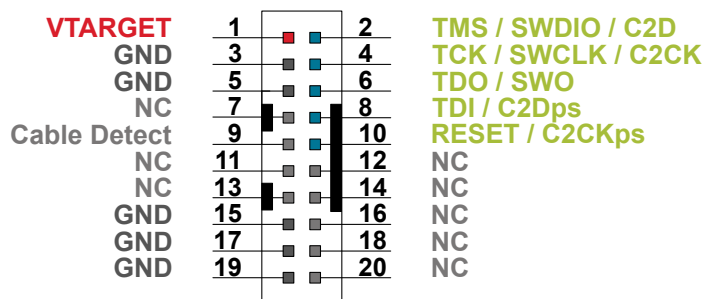 VTARGET 1 2 TMS / SWDIO / C2D
GND 3 4 TCK / SWCLK / C2CK
GND 5 6 TDO / SWO
NC 7 8 TDI / C2Dps
Cable Detect 9 10 RESET / C2CKps
NC 11 12 NC
NC 13 14 NC
GND 15 16 NC
GND 17 18 NC
GND 19 20 NC